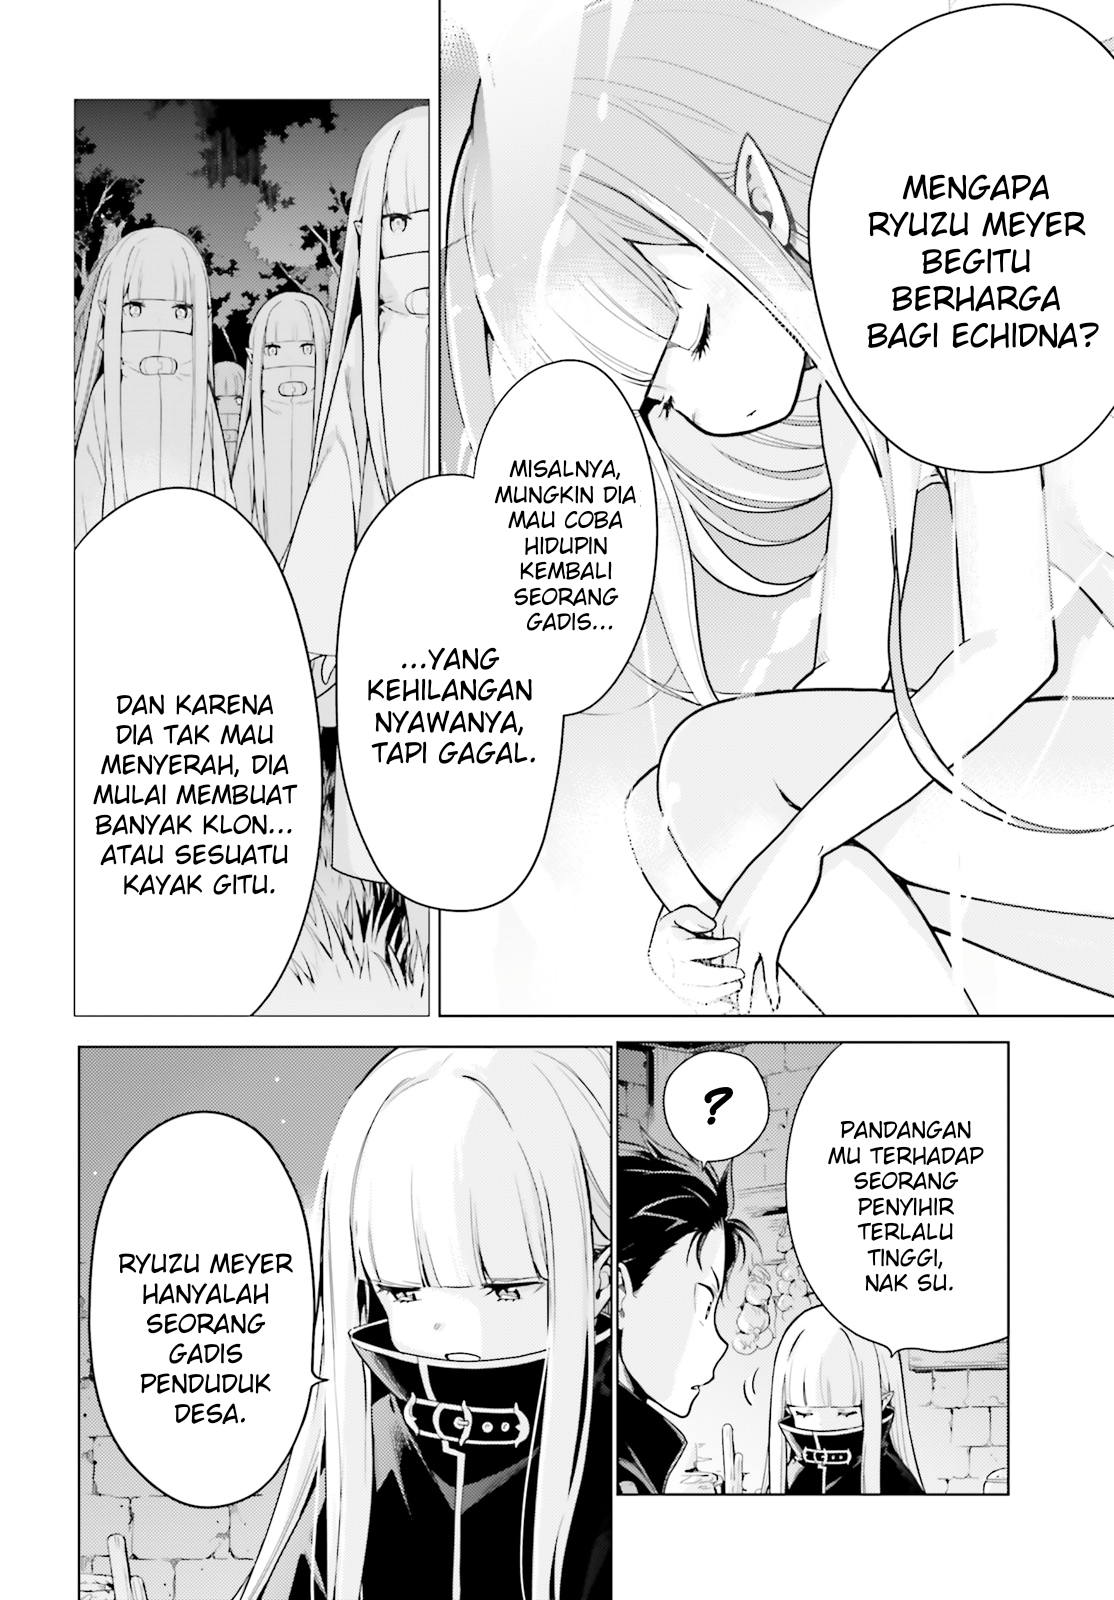 MENGAPA
RYUZU MEYER
BEGITU
BERHARGA
BAGI ECHIDNA?
MISALNYA,
MUNGKIN DIA
MAU COBA
HIDUPIN
KEMBALI
SEORANG
GADIS...
...YANG
KEHILANGAN
NYAWANYA,
TAPI GAGAL.
DAN KARENA
DIA TAK MAU
MENYERAH, DIA
MULAI MEMBUAT
BANYAK KLON...
ATAU SESUATU
KAYAK GITU.
PANDANGAN
MU TERHADAP
SEORANG
PENYIHIR
TERLALU
TINGGI,
NAK SU.
?
RYUZU MEYER
HANYALAH
SEORANG
GADIS
PENDUDUK
DESA.